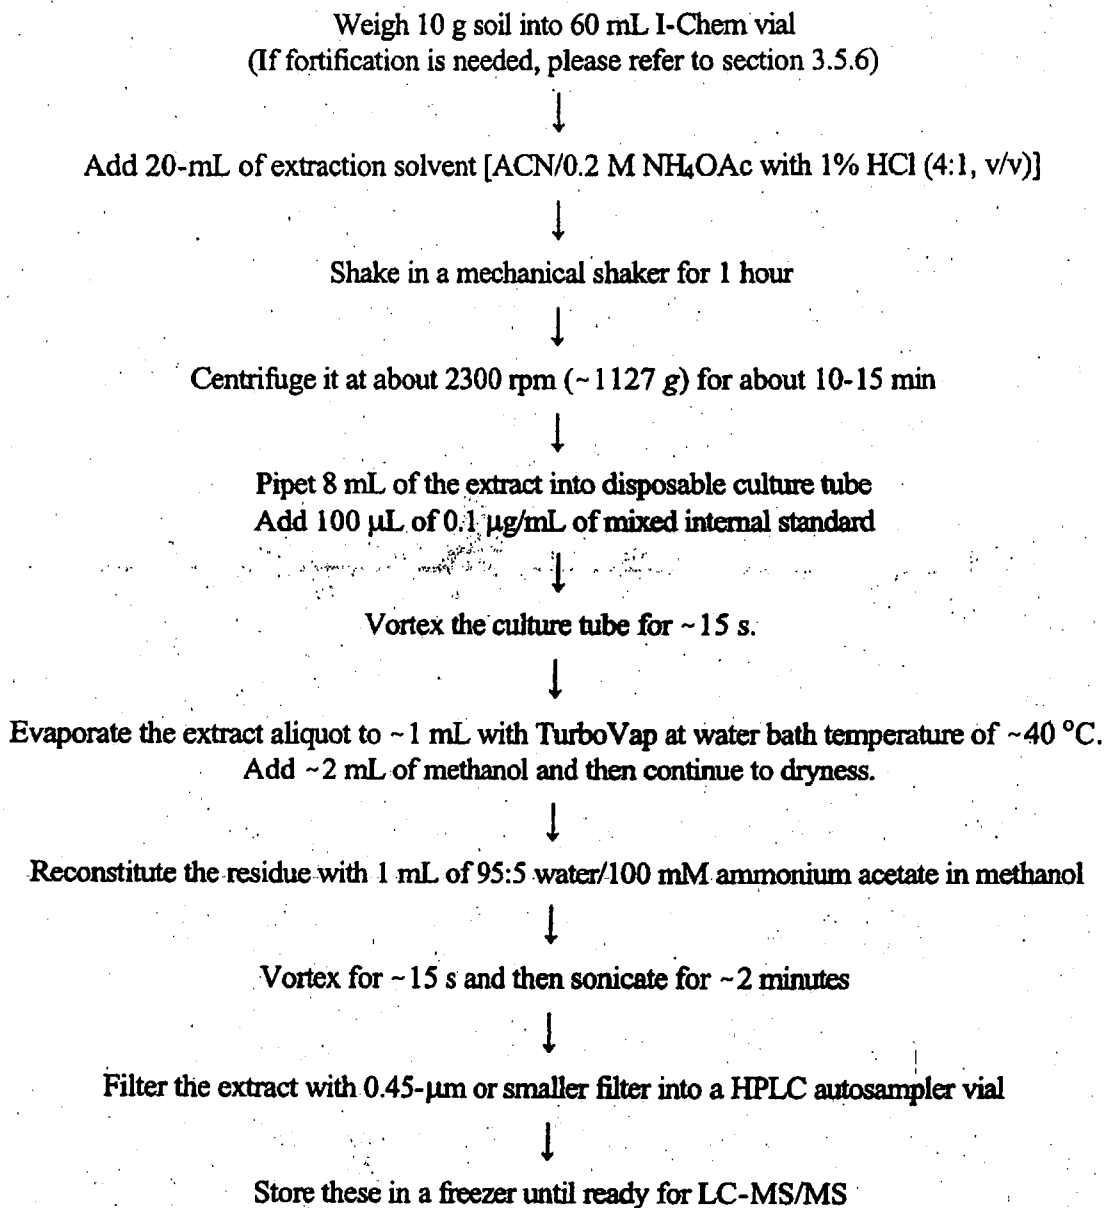 Weigh 10 g soil into 60 mL I-Chem vial
(If fortification is needed, please refer to section 3.5.6)
↓
Add 20-mL of extraction solvent [ACN/0.2 M NH₄OAc with 1% HCl (4:1, v/v)]
↓
Shake in a mechanical shaker for 1 hour
↓
Centrifuge it at about 2300 rpm (~1127 g) for about 10-15 min
↓
Pipet 8 mL of the extract into disposable culture tube
Add 100 µL of 0.1 µg/mL of mixed internal standard
↓
Vortex the culture tube for ~15 s.
↓
Evaporate the extract aliquot to ~1 mL with TurboVap at water bath temperature of ~40 °C.
Add ~2 mL of methanol and then continue to dryness.
↓
Reconstitute the residue with 1 mL of 95:5 water/100 mM ammonium acetate in methanol
↓
Vortex for ~15 s and then sonicate for ~2 minutes
↓
Filter the extract with 0.45-µm or smaller filter into a HPLC autosampler vial
↓
Store these in a freezer until ready for LC-MS/MS